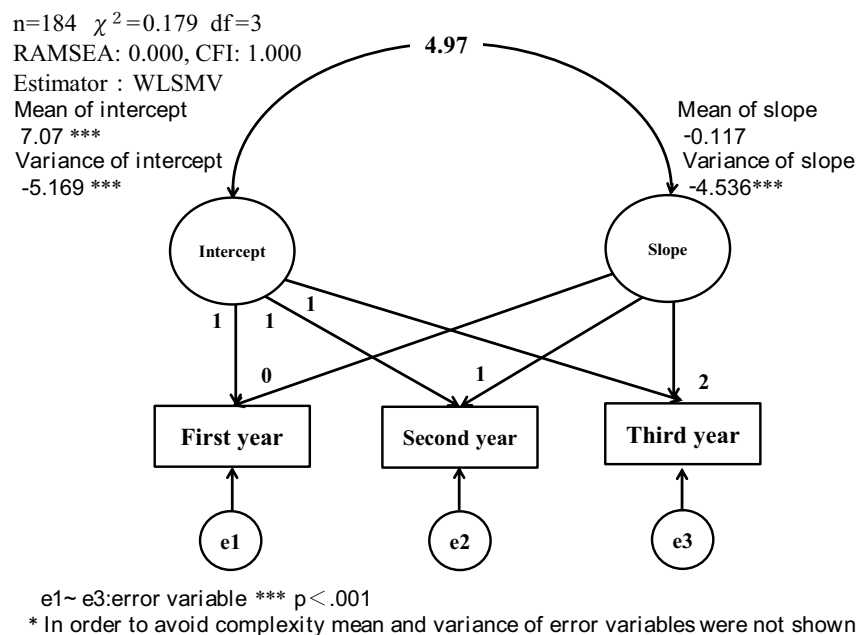 n=184 χ²=0.179 df=3
RAMSEA: 0.000, CFI: 1.000
Estimator : WLSMV
Mean of intercept
7.07 ***
Variance of intercept
-5.169 ***
4.97
Mean of slope
-0.117
Variance of slope
-4.536***
Intercept
Slope
1 1 1
0 1 2
First year Second year Third year
e1 e2 e3
e1~ e3:error variable *** p<.001
* In order to avoid complexity mean and variance of error variables were not shown